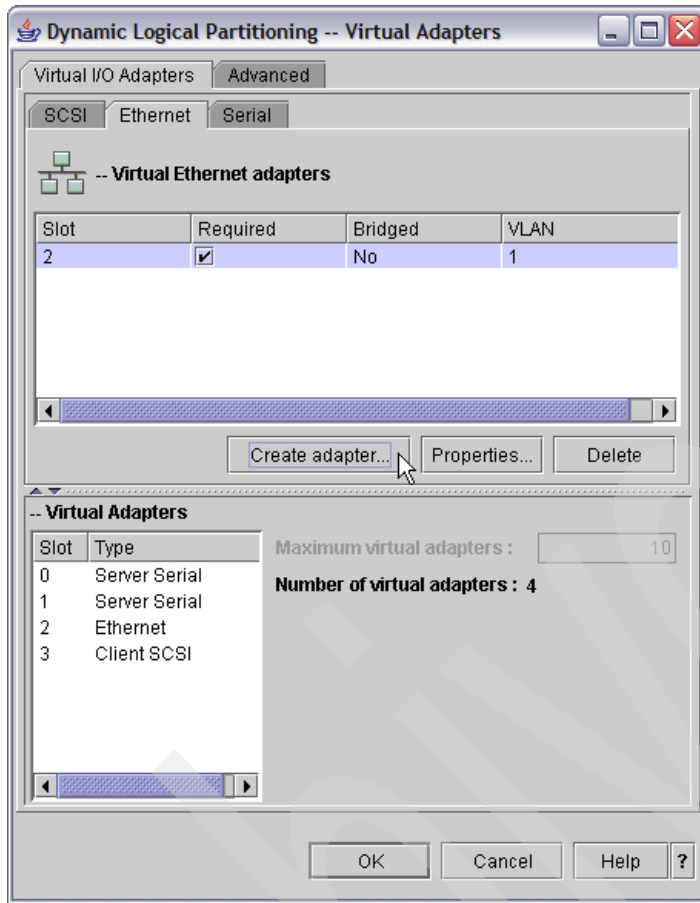 Dynamic Logical Partitioning -- Virtual Adapters
Virtual I/O Adapters Advanced
SCSI Ethernet Serial
-- Virtual Ethernet adapters
Slot Required Bridged VLAN
2 No 1
Create adapter... Properties... Delete
-- Virtual Adapters
Slot Type
0 Server Serial
1 Server Serial
2 Ethernet
3 Client SCSI
Maximum virtual adapters : 10
Number of virtual adapters : 4
OK Cancel Help ?